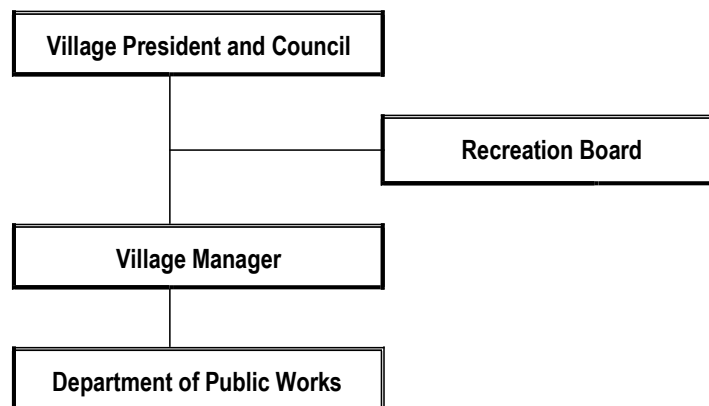 Village President and Council
Recreation Board
Village Manager
Department of Public Works